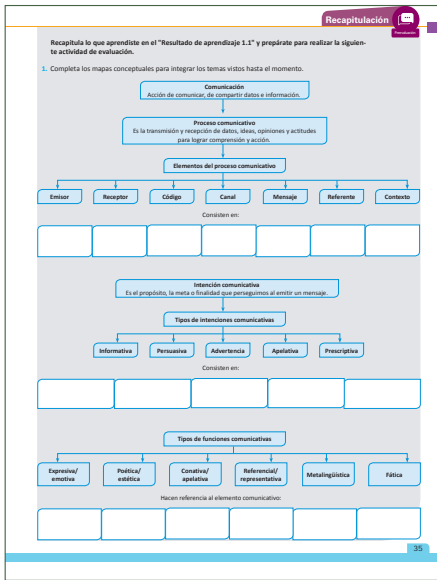 Recapitulación
Recapitula lo que aprendiste en el "Resultado de aprendizaje 1.1" y prepárate para realizar la siguien-
te actividad de evaluación.
1. Completa los mapas conceptuales para integrar los temas vistos hasta el momento.
Comunicación
Acción de comunicar, de compartir datos e información.
Proceso comunicativo
Es la transmisión y recepción de datos, ideas, opiniones y actitudes
para lograr comprensión y acción.
Elementos del proceso comunicativo
Emisor Receptor Código Canal Mensaje Referente Contexto
Consisten en:
Intención comunicativa
Es el propósito, la meta o finalidad que perseguimos al emitir un mensaje.
Tipos de intenciones comunicativas
Informativa Persuasiva Advertencia Apelativa Prescriptiva
Consisten en:
Tipos de funciones comunicativas
Expresiva/ Poética/ Conativa/ Referencial/ Metalingüística Fática
emotiva estética apelativa representativa
Hacen referencia al elemento comunicativo:
35